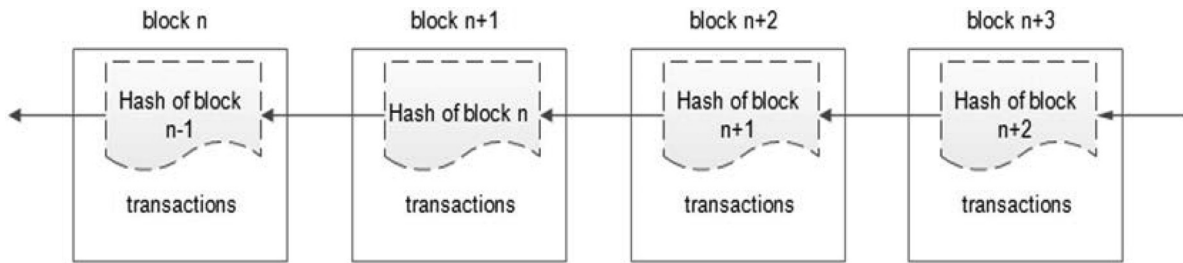 block n
block n+1
block n+2
block n+3
Hash of block
n-1
Hash of block n
Hash of block
n+1
Hash of block
n+2
transactions
transactions
transactions
transactions